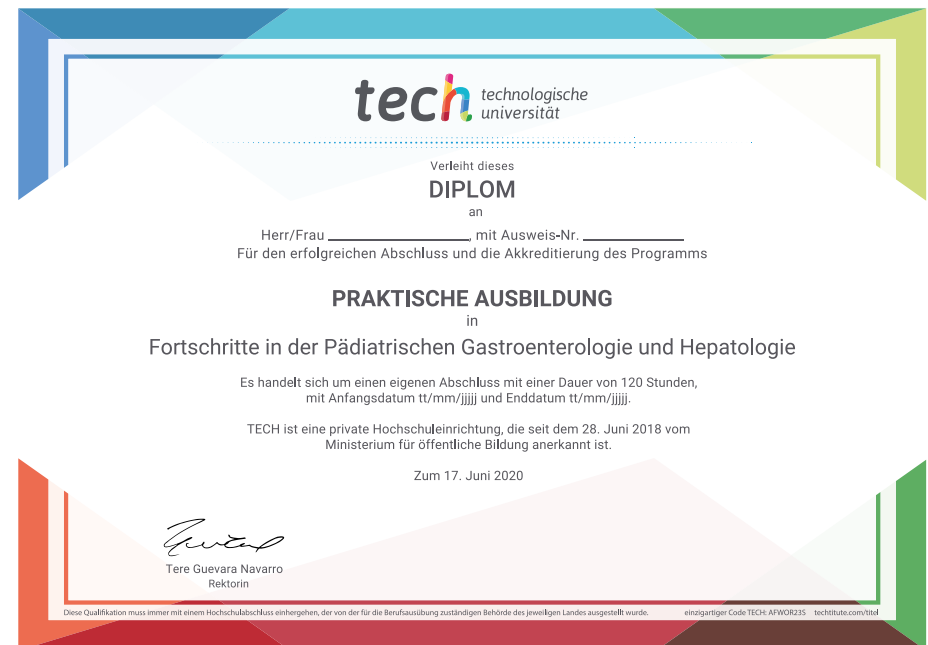 tech technologische
universität
Verleiht dieses
DIPLOM
an
Herr/Frau ____________________, mit Ausweis-Nr. ______________
Für den erfolgreichen Abschluss und die Akkreditierung des Programms
PRAKTISCHE AUSBILDUNG
in
Fortschritte in der Pädiatrischen Gastroenterologie und Hepatologie
Es handelt sich um einen eigenen Abschluss mit einer Dauer von 120 Stunden,
mit Anfangsdatum tt/mm/jjjjj und Enddatum tt/mm/jjjjj.
TECH ist eine private Hochschuleinrichtung, die seit dem 28. Juni 2018 vom
Ministerium für öffentliche Bildung anerkannt ist.
Zum 17. Juni 2020
Tere Guevara Navarro
Rektorin
Diese Qualifikation muss immer mit einem Hochschulabschluss einhergehen, der von der für die Berufsausübung zuständigen Behörde des jeweiligen Landes ausgestellt wurde. einzigartiger Code TECH: AFWOR23S techtitute.com/titel